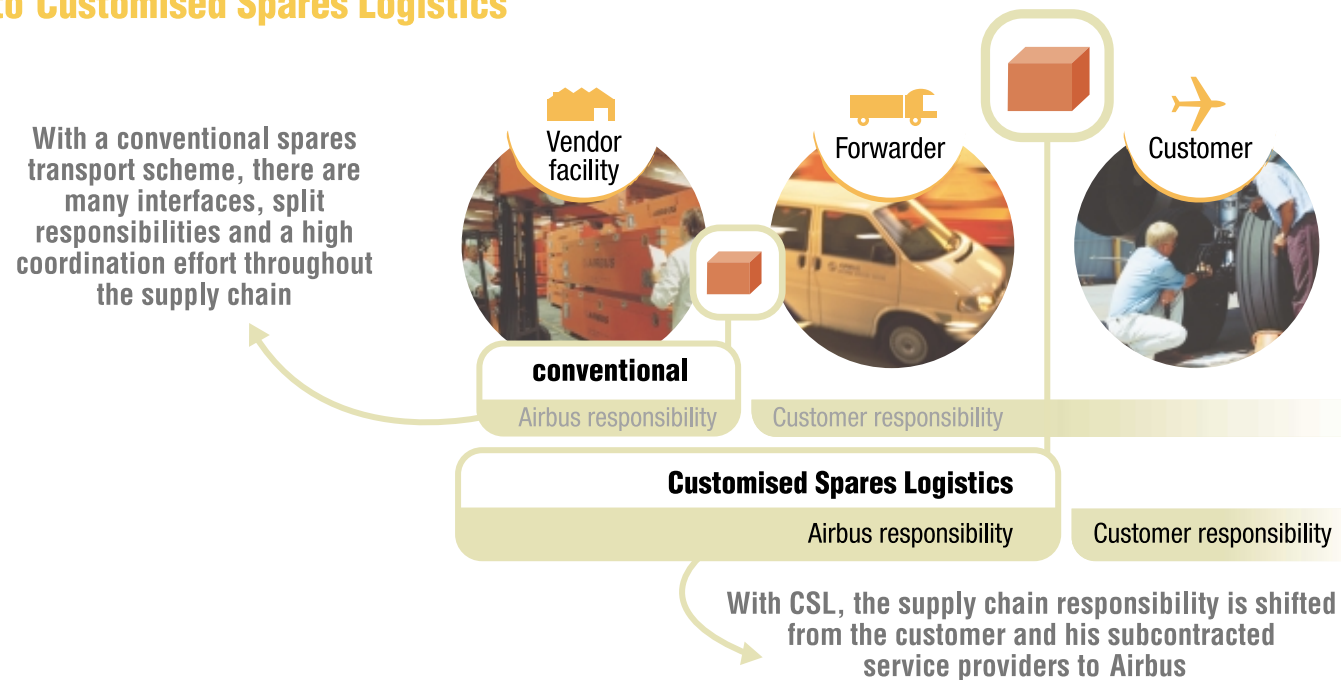 to Customised Spares Logistics
With a conventional spares
transport scheme, there are
many interfaces, split
responsibilities and a high
coordination effort throughout
the supply chain
Vendor
facility
Forwarder
Customer
AIRBUS
conventional
Airbus responsibility
Customer responsibility
Customised Spares Logistics
Airbus responsibility
Customer responsibility
With CSL, the supply chain responsibility is shifted
from the customer and his subcontracted
service providers to Airbus